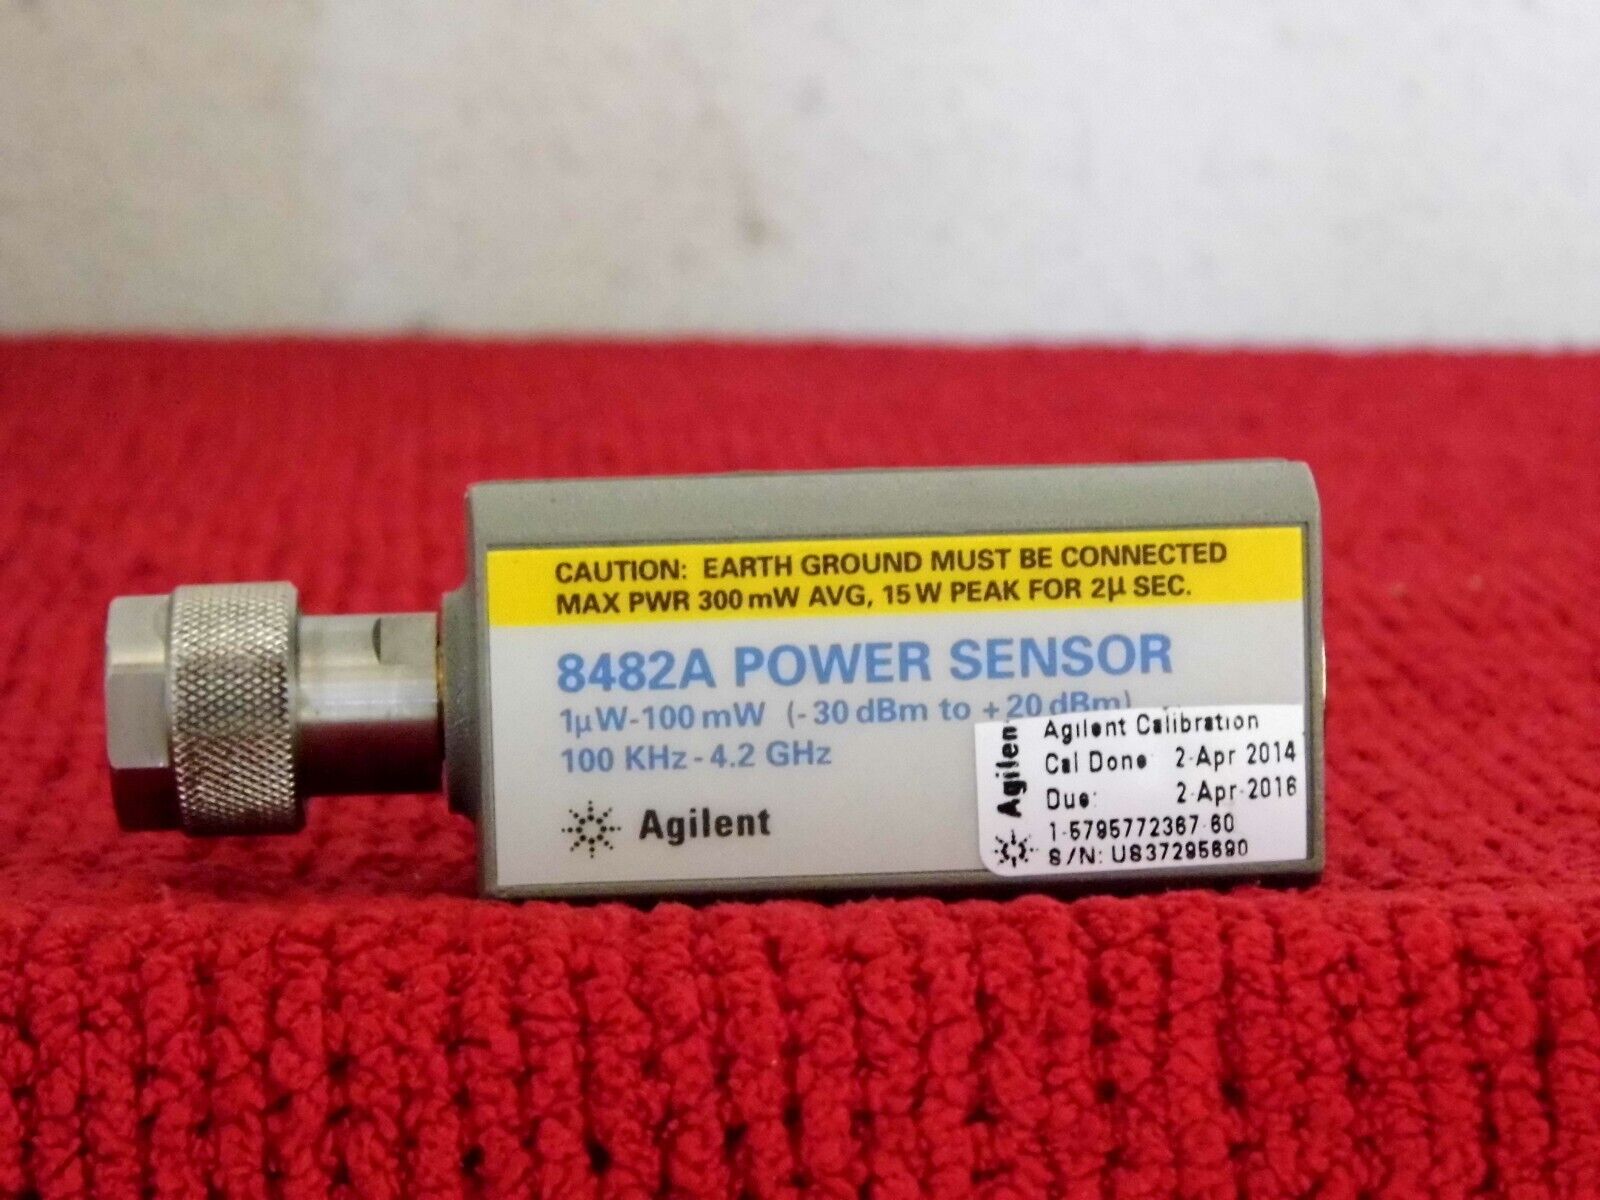 CAUTION: EARTH GROUND MUST BE CONNECTED
MAX PWR 300 mW AVG, 15 W PEAK FOR 2µ SEC.
8482A POWER SENSOR
1µW-100 mW (-30 dBm to +20 dBm)
100 KHz - 4.2 GHz
Agilent
Agilent
Agilent Calibration
Cal Done 2-Apr 2014
Due: 2-Apr-2016
1-5795772367-60
S/N: US37295690